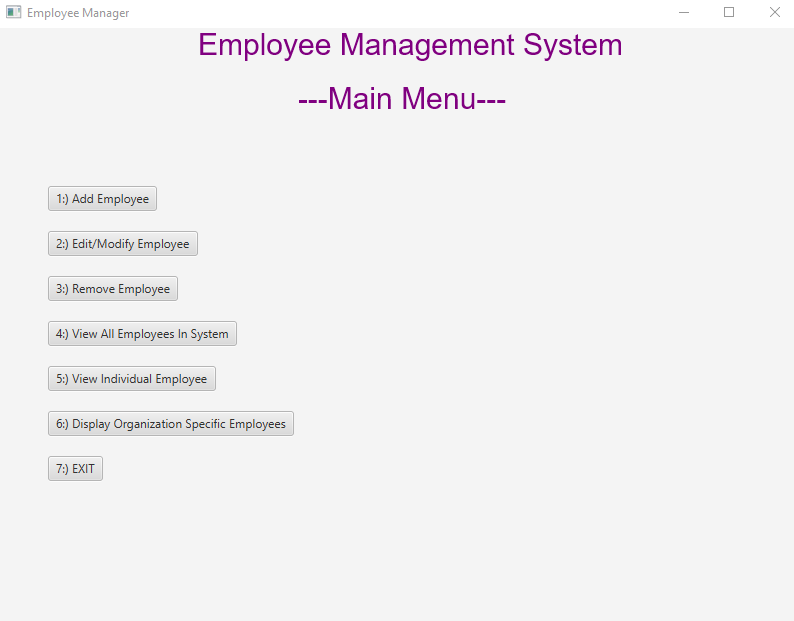 Employee Manager
Employee Management System
---Main Menu---
1:) Add Employee
2:) Edit/Modify Employee
3:) Remove Employee
4:) View All Employees In System
5:) View Individual Employee
6:) Display Organization Specific Employees
7:) EXIT